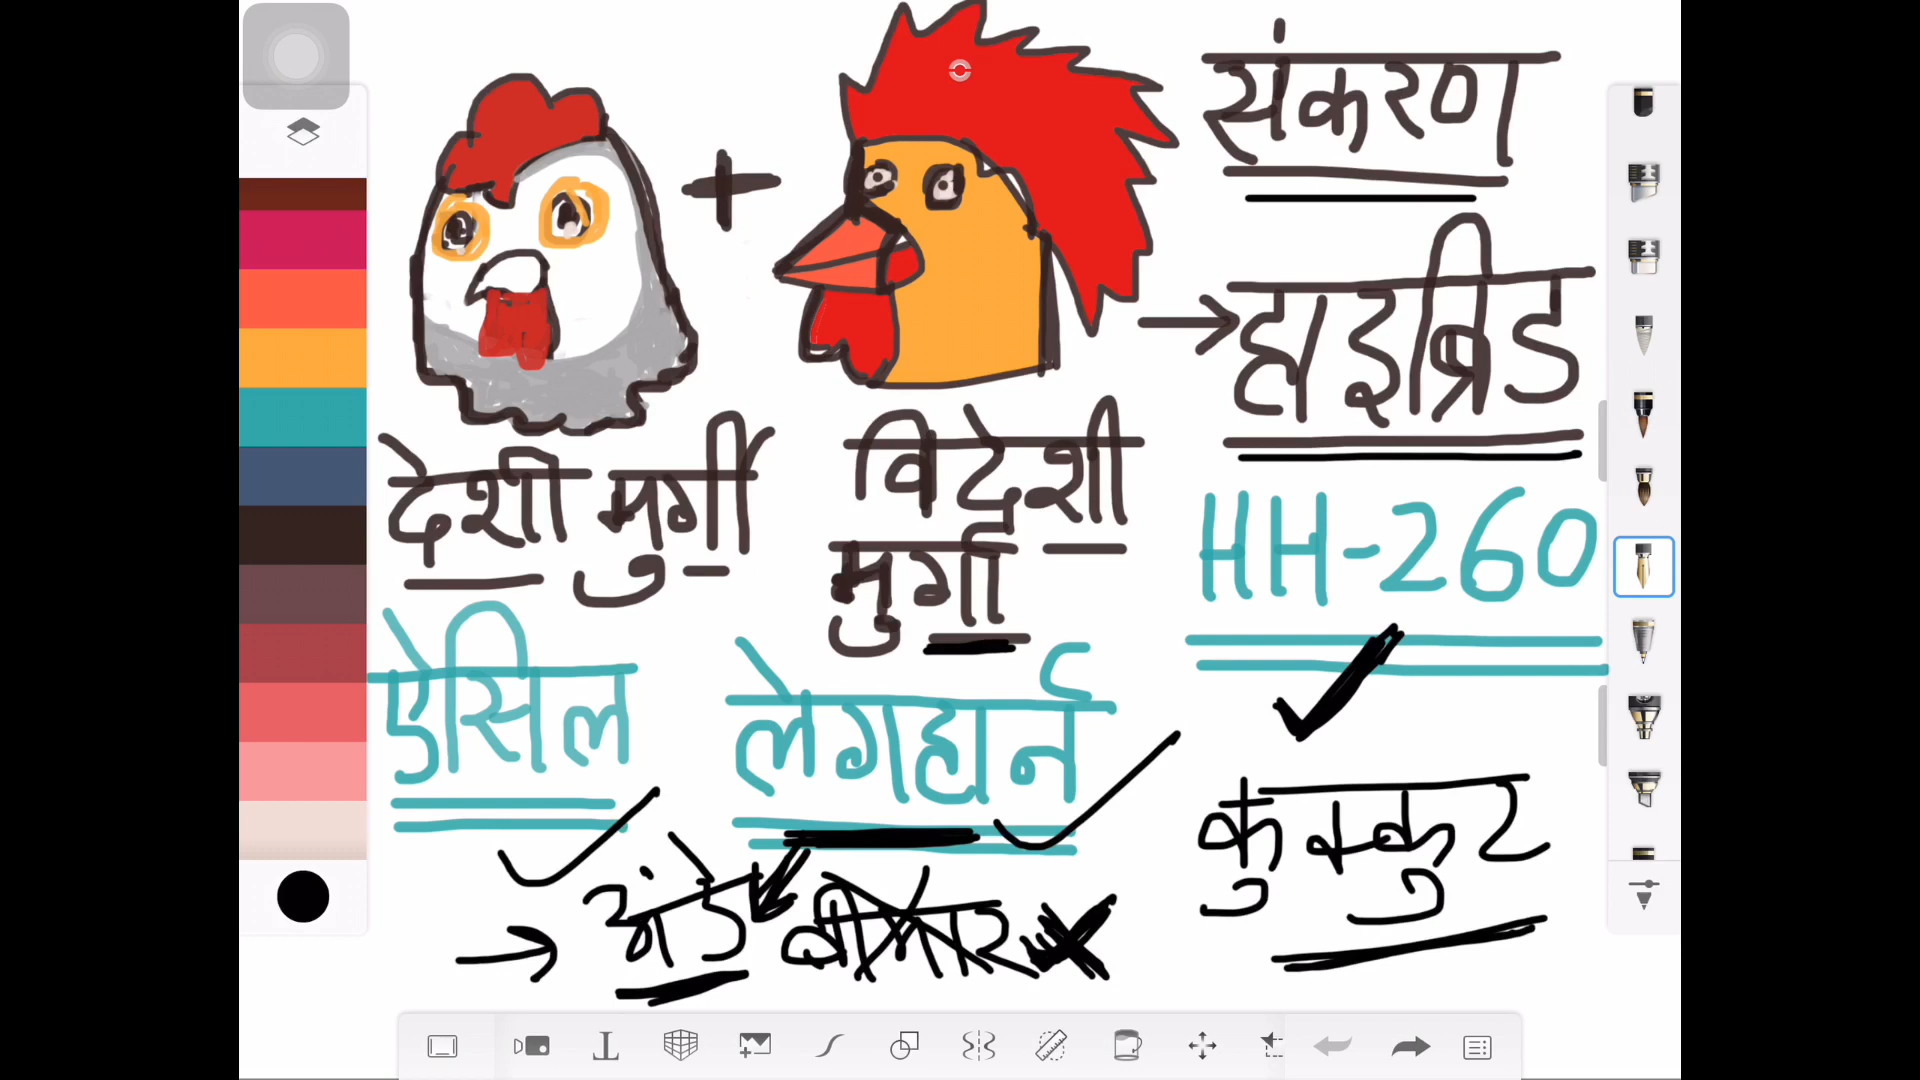 संकरण
+
→हाइब्रिड
देशी मुर्गी
विदेशी
मुर्गा
HH-260
ऐसिल
लेगहार्न
कुक्कुट
→ अंडे बीमार